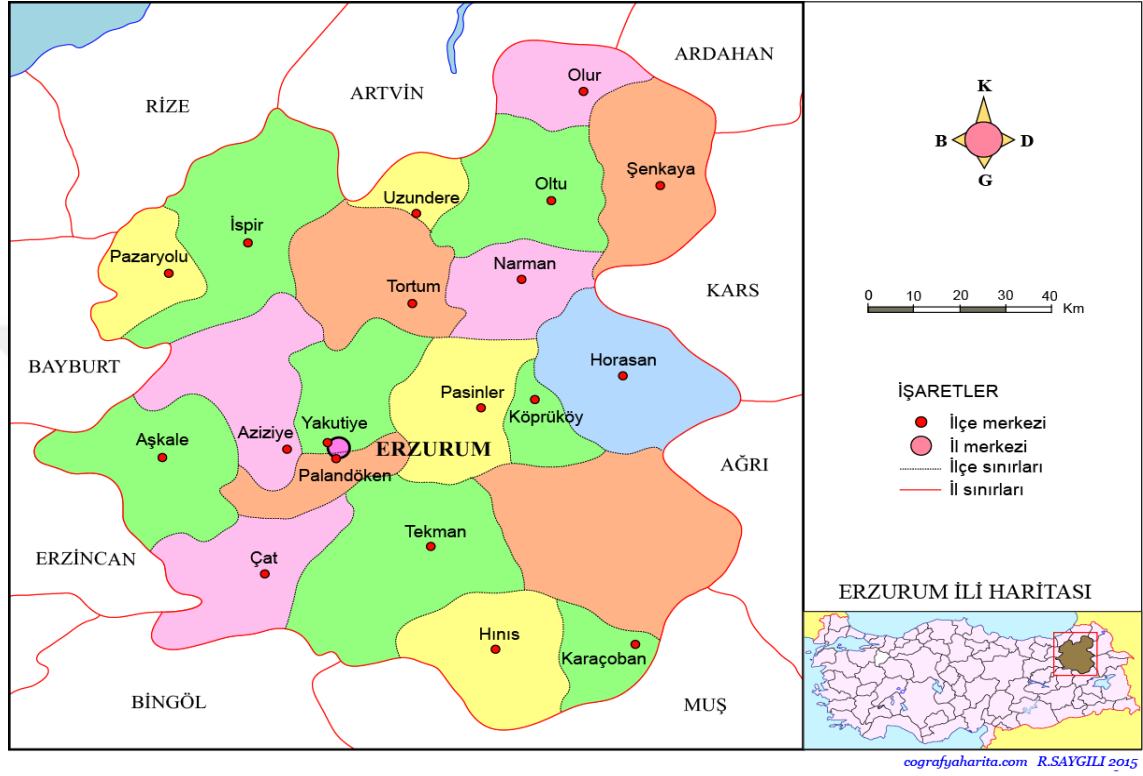 ARDAHAN
Olur
K
RİZE
ARTVİN
B
D
G
Şenkaya
Oltu
Uzundere
İspir
Pazaryolu
Narman
Tortum
KARS
0
10
20
30
40
Km
BAYBURT
Horasan
Pasinler
Köprüköy
İŞARETLER
İlçe merkezi
İl merkezi
İlçe sınırları
İl sınırları
Yakutiye
Aziziye
Aşkale
ERZURUM
Palandöken
AĞRI
Tekman
ERZİNCAN
Çat
ERZURUM İLİ HARİTASI
Hınıs
Karaçoban
BİNGÖL
MUŞ
cografyaharita.com R.SAYGILI 2015